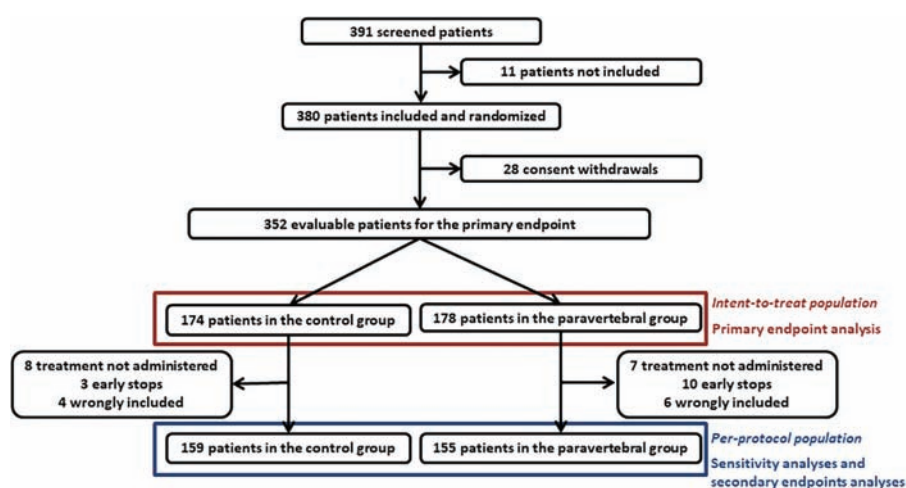 391 screened patients
11 patients not included
380 patients included and randomized
28 consent withdrawals
352 evaluable patients for the primary endpoint
174 patients in the control group
178 patients in the paravertebral group
Intent-to-treat population
Primary endpoint analysis
8 treatment not administered
3 early stops
4 wrongly included
7 treatment not administered
10 early stops
6 wrongly included
159 patients in the control group
155 patients in the paravertebral group
Per-protocol population
Sensitivity analyses and
secondary endpoints analyses